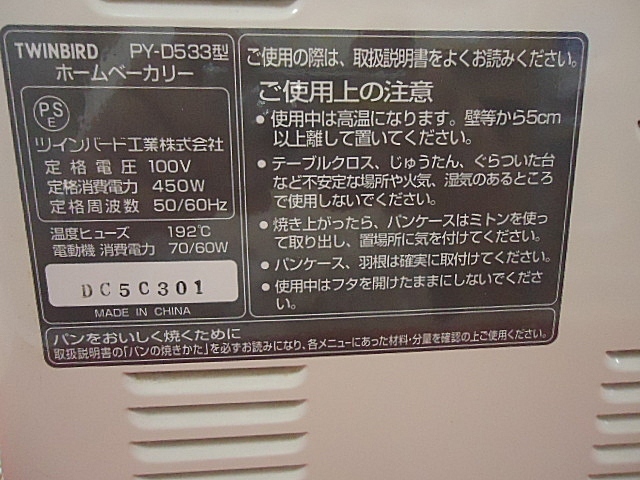 TWINBIRD PY-D533型
ホームベーカリー
PSE
ツインバード工業株式会社
定格電圧 100V
定格消費電力 450W
定格周波数 50/60Hz
温度ヒューズ 192℃
電動機 消費電力 70/60W
DC5C301
MADE IN CHINA
ご使用の際は、取扱説明書をよくお読みください。
ご使用上の注意
●使用中は高温になります。壁等から5cm
以上離して置いてください。
●テーブルクロス、じゅうたん、ぐらついた台
など不安定な場所や火気、湿気のあるところ
で使用しないでください。
●焼き上がったら、パンケースはミトンを使っ
て取り出し、置場所に気を付けてください。
●パンケース、羽根は確実に取付けてください。
●使用中はフタを開けたままにしないでくだ
さい。
パンをおいしく焼くために
取扱説明書の「パンの焼きかた」を必ずお読みになり、各メニューにあった材料・分量を確認の上ご使用ください。